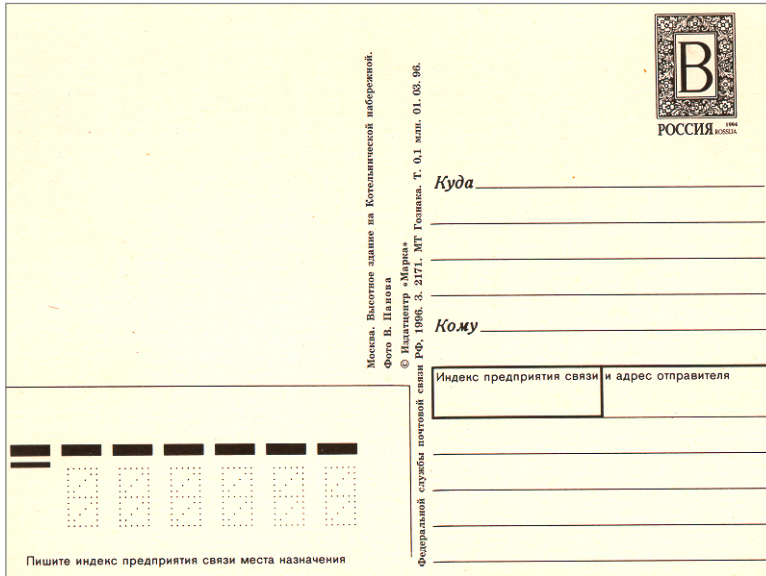 В
РОССИЯ 1994
ROSSIJA
Москва. Высотное здание на Котельнической набережной.
Фото В. Панова
© Издатцентр «Марка»
Федеральной службы почтовой связи РФ, 1996. З. 2171. МТ Гознака. Т. 0,1 млн. 01. 03. 96.
Куда
Кому
Индекс предприятия связи и адрес отправителя
Пишите индекс предприятия связи места назначения